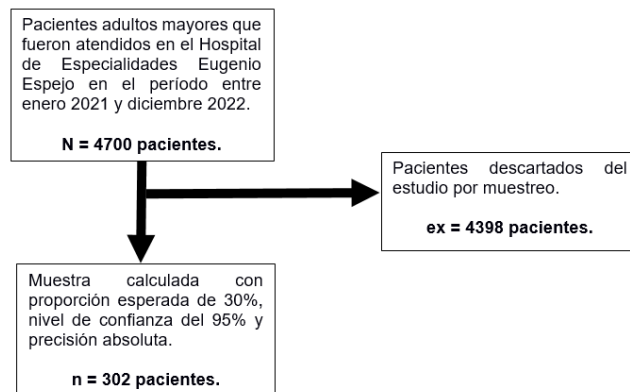 Pacientes adultos mayores que
fueron atendidos en el Hospital
de Especialidades Eugenio
Espejo en el período entre
enero 2021 y diciembre 2022.
N = 4700 pacientes.
Pacientes descartados del
estudio por muestreo.
ex = 4398 pacientes.
Muestra calculada con
proporción esperada de 30%,
nivel de confianza del 95% y
precisión absoluta.
n = 302 pacientes.